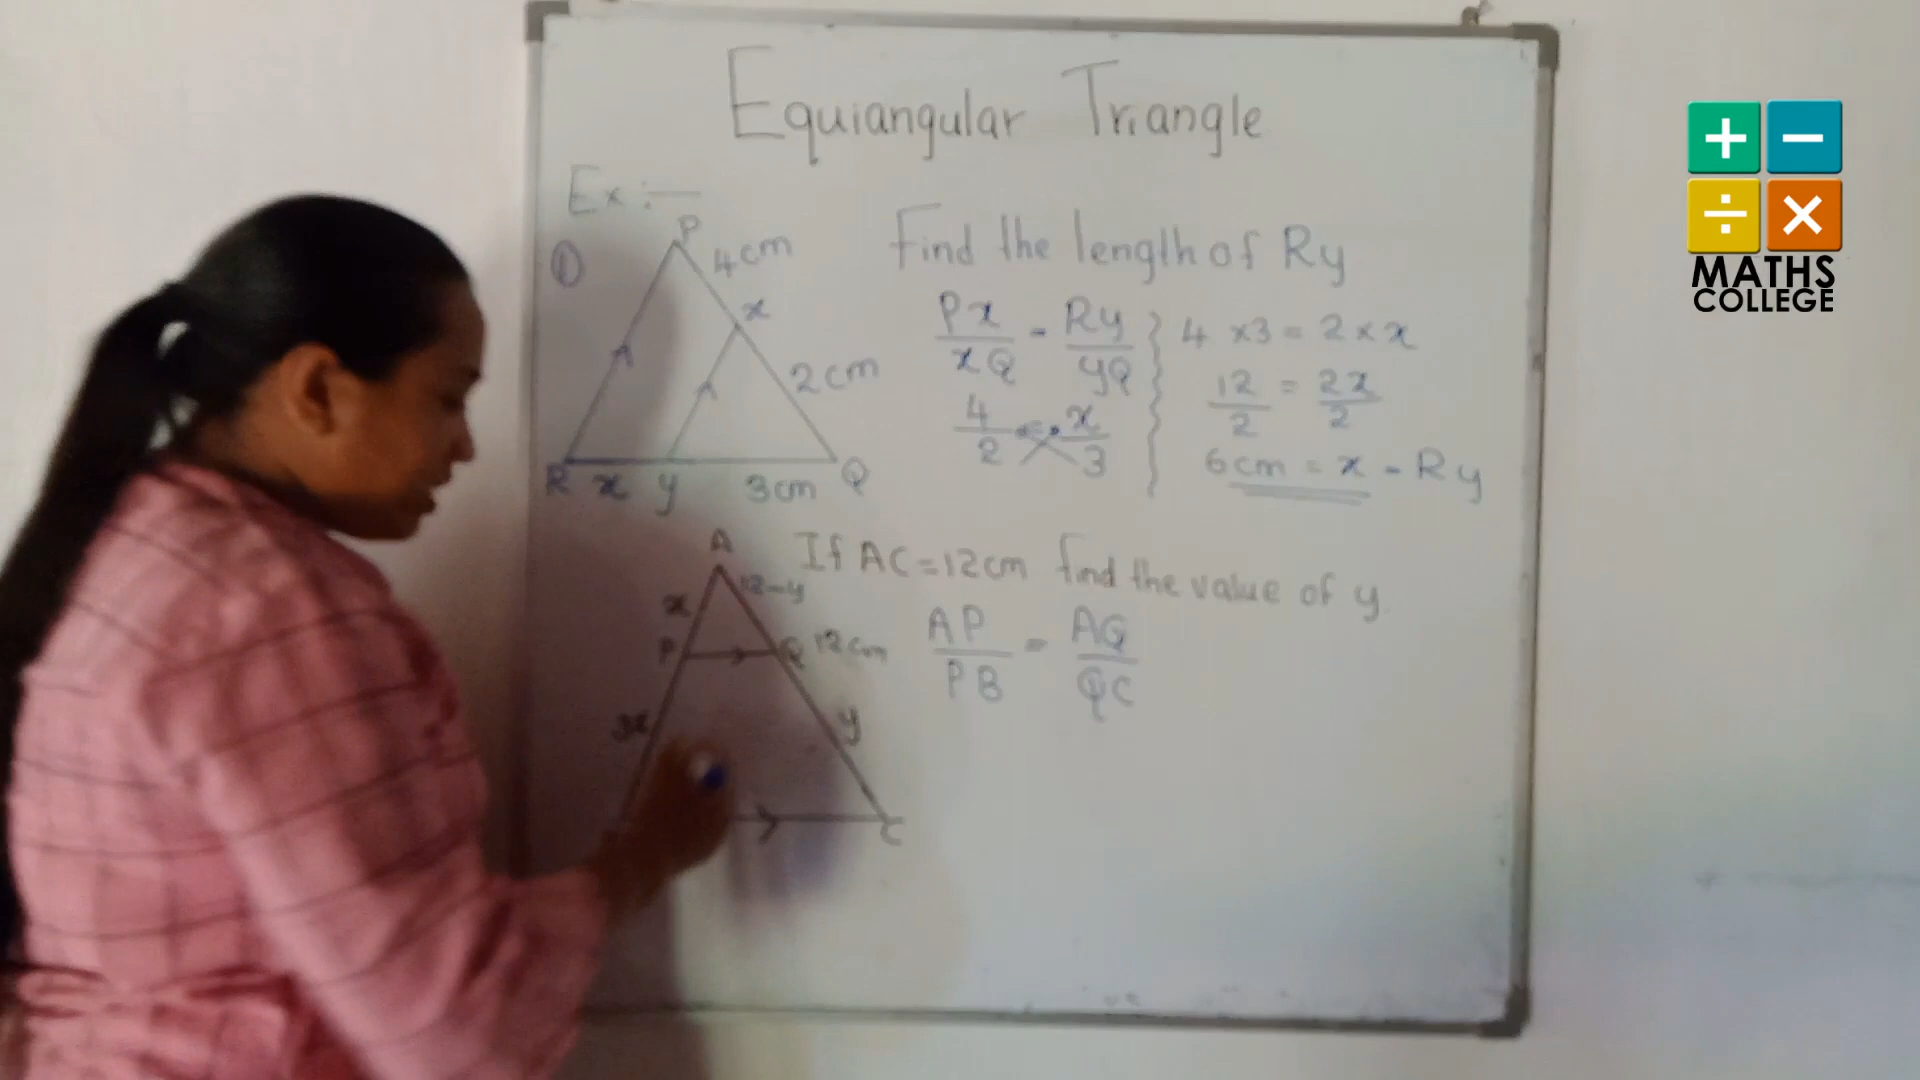 Equiangular Triangle
Ex :—
① P 4cm
x
2cm
R x y 3cm Q
Find the length of Ry
Px/xQ = Ry/yQ
4/2 = x/3
4 × 3 = 2 × x
12/2 = 2x/2
6cm = x - Ry
If AC = 12cm find the value of y.
A
x 12-y
P Q 12cm
3x y
C
AP/PB = AQ/QC
+ −
÷ ×
MATHS
COLLEGE